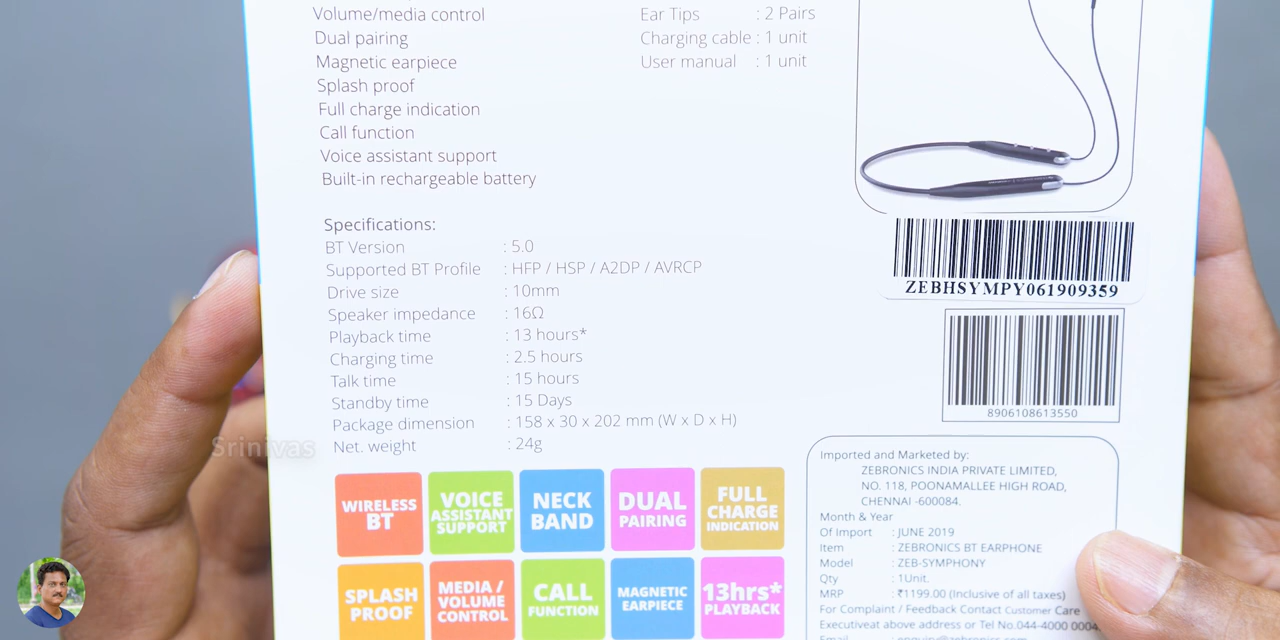 Volume/media control
Dual pairing
Magnetic earpiece
Splash proof
Full charge indication
Call function
Voice assistant support
Built-in rechargeable battery
Ear Tips : 2 Pairs
Charging cable : 1 unit
User manual : 1 unit
Specifications:
BT Version : 5.0
Supported BT Profile : HFP / HSP / A2DP / AVRCP
Drive size : 10mm
Speaker impedance : 16Ω
Playback time : 13 hours*
Charging time : 2.5 hours
Talk time : 15 hours
Standby time : 15 Days
Package dimension : 158 x 30 x 202 mm (W x D x H)
Net. weight : 24g
ZEBHSYMPY061909359
8906108613550
Srinivas
WIRELESS
BT
VOICE
ASSISTANT
SUPPORT
NECK
BAND
DUAL
PAIRING
FULL
CHARGE
INDICATION
SPLASH
PROOF
MEDIA /
VOLUME
CONTROL
CALL
FUNCTION
MAGNETIC
EARPIECE
13hrs*
PLAYBACK
Imported and Marketed by:
ZEBRONICS INDIA PRIVATE LIMITED,
NO. 118, POONAMALLEE HIGH ROAD,
CHENNAI -600084.
Month & Year
Of Import : JUNE 2019
Item : ZEBRONICS BT EARPHONE
Model : ZEB-SYMPHONY
Qty : 1Unit.
MRP : ₹1199.00 (Inclusive of all taxes)
For Complaint / Feedback Contact Customer Care
Executiveat above address or Tel No.044-4000 0004